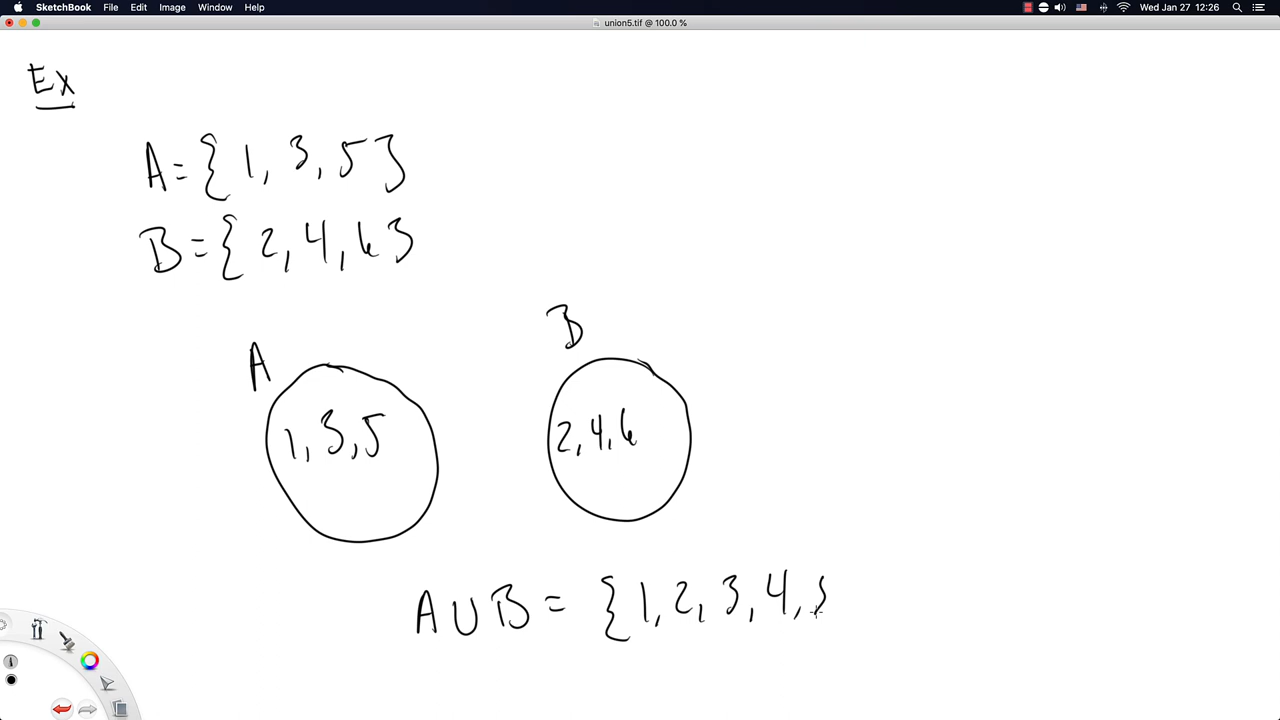 SketchBook File Edit Image Window Help Wed Jan 27 12:26
union5.tif @ 100.0 %
Ex
A = { 1, 3, 5 }
B = { 2, 4, 6 }
A
B
1, 3, 5
2, 4, 6
A ∪ B = { 1, 2, 3, 4, 5